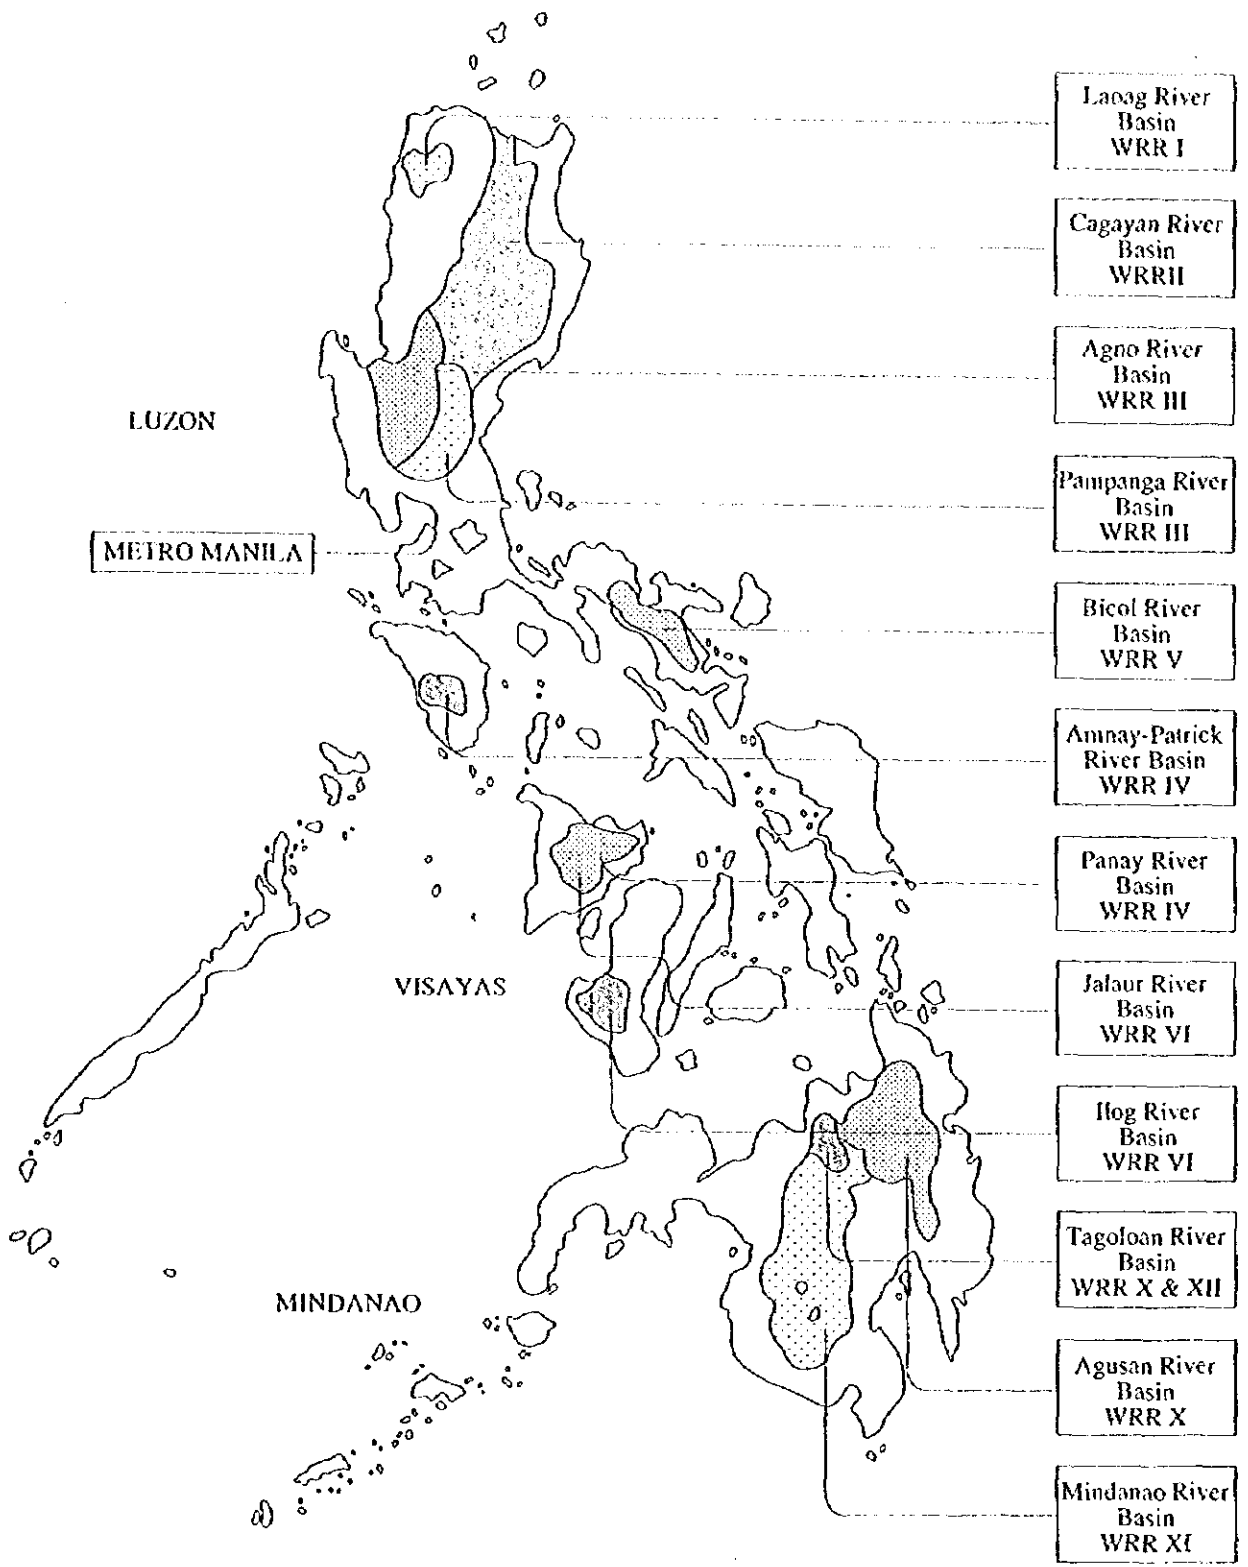 Laoag River
Basin
WRR I
Cagayan River
Basin
WRRII
Agno River
Basin
WRR III
LUZON
Pampanga River
Basin
WRR III
METRO MANILA
Bicol River
Basin
WRR V
Amnay-Patrick
River Basin
WRR IV
Panay River
Basin
WRR IV
VISAYAS
Jalaur River
Basin
WRR VI
Ilog River
Basin
WRR VI
Tagoloan River
Basin
WRR X & XII
MINDANAO
Agusan River
Basin
WRR X
Mindanao River
Basin
WRR XI